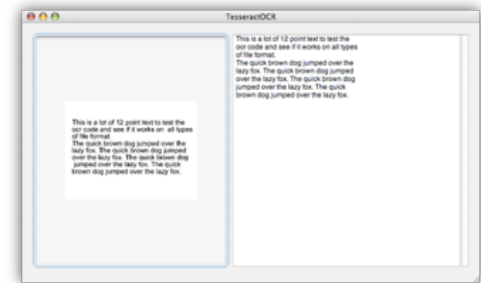 TesseractOCR
This is a lot of 12 point text to test the
ocr code and see if it works on all types
of file format.
The quick brown dog jumped over the
lazy fox. The quick brown dog jumped
over the lazy fox. The quick brown dog
jumped over the lazy fox. The quick
brown dog jumped over the lazy fox.
This is a lot of 12 point text to test the
ocr code and see if it works on all types
of file format.
The quick brown dog jumped over the
lazy fox. The quick brown dog jumped
over the lazy fox. The quick brown dog
jumped over the lazy fox. The quick
brown dog jumped over the lazy fox.